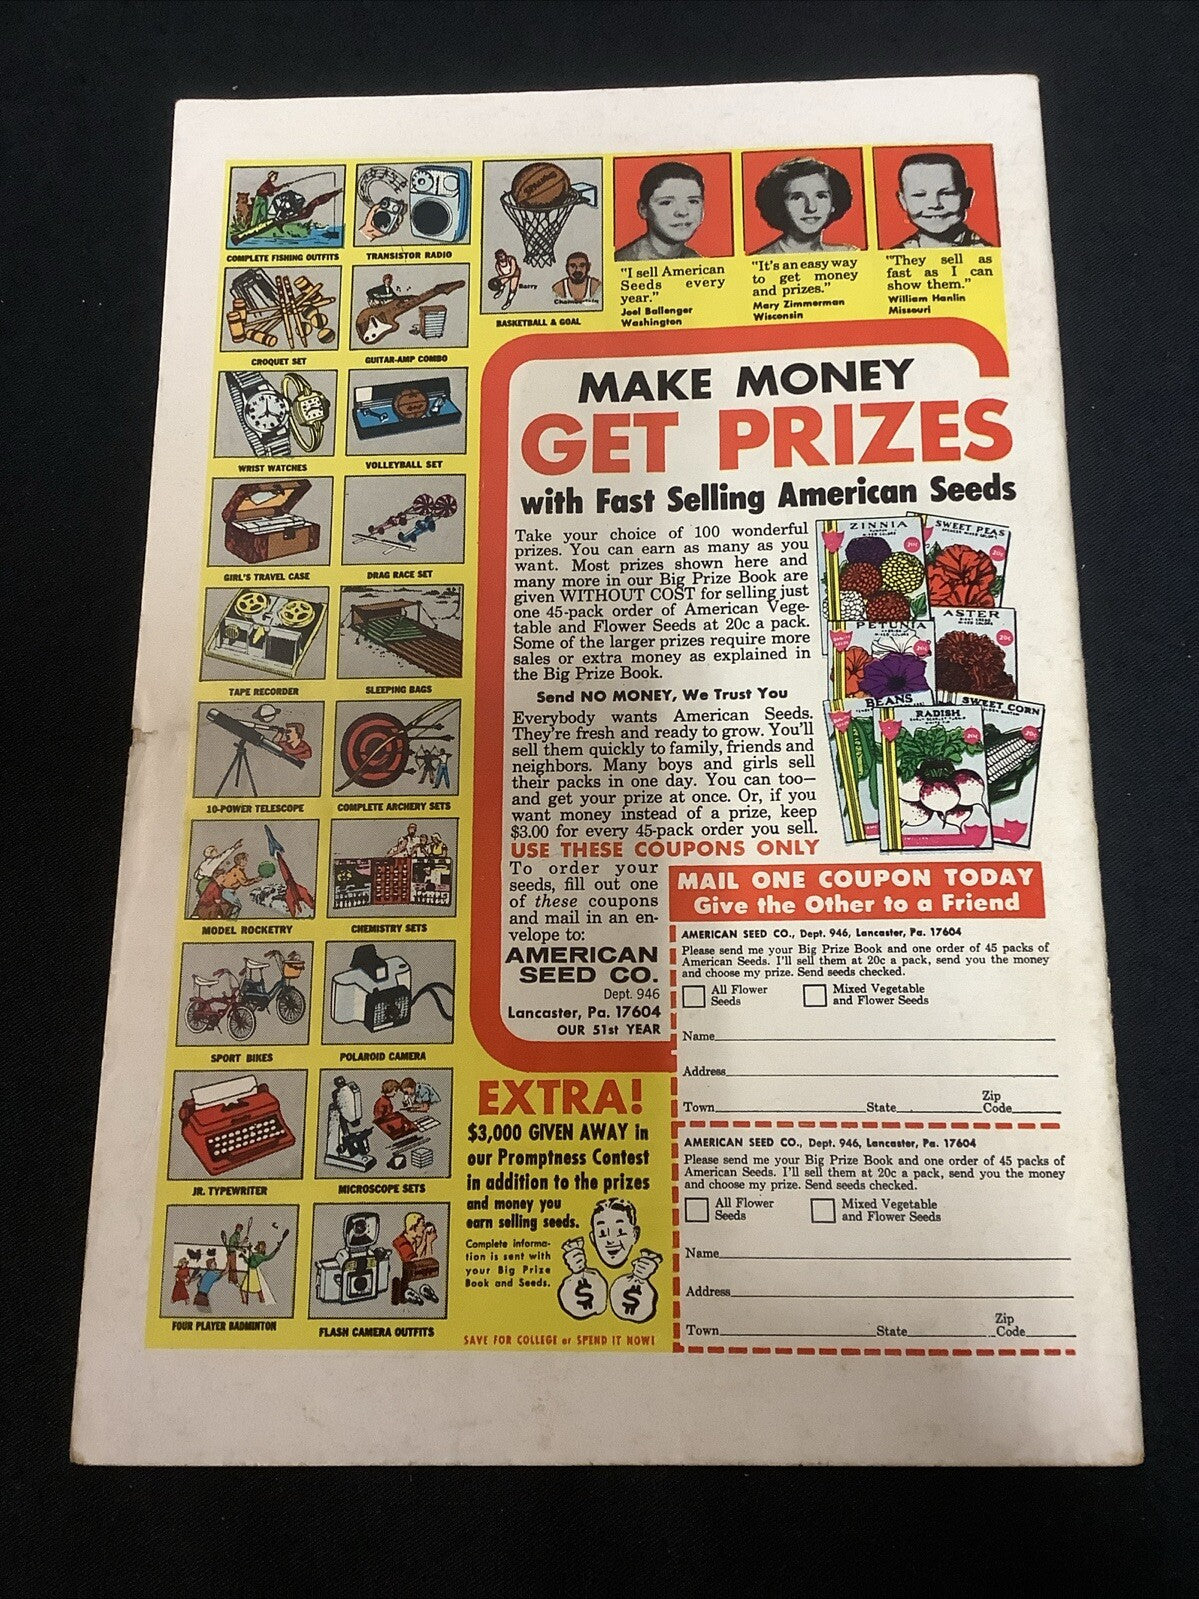 COMPLETE FISHING OUTFITS
TRANSISTOR RADIO
CROQUET SET
GUITAR-AMP COMBO
WRIST WATCHES
VOLLEYBALL SET
GIRL'S TRAVEL CASE
DRAG RACE SET
TAPE RECORDER
SLEEPING BAGS
10-POWER TELESCOPE
COMPLETE ARCHERY SETS
MODEL ROCKETRY
CHEMISTRY SETS
SPORT BIKES
POLAROID CAMERA
JR. TYPEWRITER
MICROSCOPE SETS
FOUR PLAYER BADMINTON
FLASH CAMERA OUTFITS
Barry
BASKETBALL & GOAL
"I sell American
Seeds every
year."
Joel Ballenger
Washington
"It's an easy way
to get money
and prizes."
Mary Zimmerman
Wisconsin
"They sell as
fast as I can
show them."
William Hanlin
Missouri
MAKE MONEY
GET PRIZES
with Fast Selling American Seeds
Take your choice of 100 wonderful
prizes. You can earn as many as you
want. Most prizes shown here and
many more in our Big Prize Book are
given WITHOUT COST for selling just
one 45-pack order of American Vege-
table and Flower Seeds at 20c a pack.
Some of the larger prizes require more
sales or extra money as explained in
the Big Prize Book.
Send NO MONEY, We Trust You
Everybody wants American Seeds.
They're fresh and ready to grow. You'll
sell them quickly to family, friends and
neighbors. Many boys and girls sell
their packs in one day. You can too—
and get your prize at once. Or, if you
want money instead of a prize, keep
$3.00 for every 45-pack order you sell.
USE THESE COUPONS ONLY
To order your
seeds, fill out one
of these coupons
and mail in an en-
velope to:
AMERICAN
SEED CO.
Dept. 946
Lancaster, Pa. 17604
OUR 51st YEAR
ZINNIA
20c
SWEET PEAS
20c
PETUNIA
20c
ASTER
20c
BEANS
RADISH
20c
SWEET CORN
20c
EXTRA!
$3,000 GIVEN AWAY in
our Promptness Contest
in addition to the prizes
and money you
earn selling seeds.
Complete informa-
tion is sent with
your Big Prize
Book and Seeds.
$ $
SAVE FOR COLLEGE or SPEND IT NOW!
MAIL ONE COUPON TODAY
Give the Other to a Friend
AMERICAN SEED CO., Dept. 946, Lancaster, Pa. 17604
Please send me your Big Prize Book and one order of 45 packs of
American Seeds. I'll sell them at 20c a pack, send you the money
and choose my prize. Send seeds checked.
All Flower Seeds
Mixed Vegetable and Flower Seeds
Name
Address
Town State Zip Code
AMERICAN SEED CO., Dept. 946, Lancaster, Pa. 17604
Please send me your Big Prize Book and one order of 45 packs of
American Seeds. I'll sell them at 20c a pack, send you the money
and choose my prize. Send seeds checked.
All Flower Seeds
Mixed Vegetable and Flower Seeds
Name
Address
Town State Zip Code